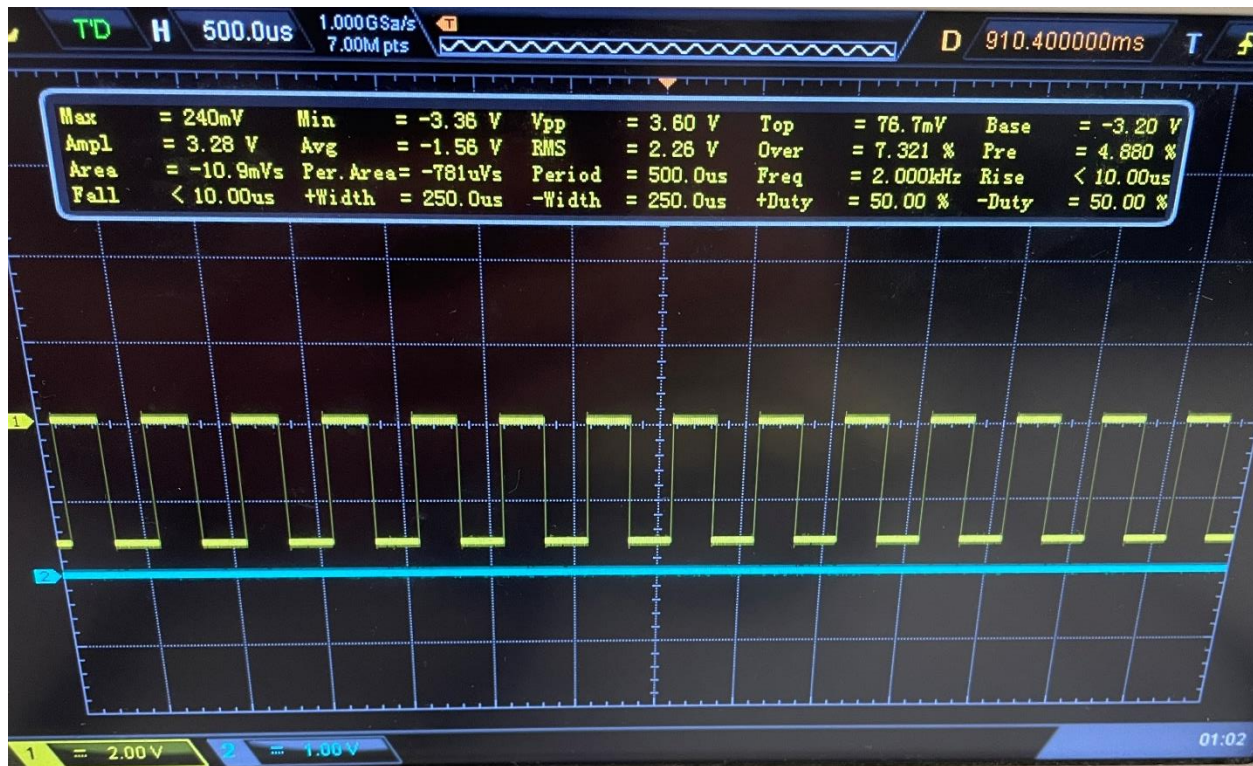 T'D H 500.0us 1.000GSa/s 7.00M pts T D 910.400000ms T
Max = 240mV Min = -3.36 V Vpp = 3.60 V Top = 76.7mV Base = -3.20 V
Ampl = 3.28 V Avg = -1.56 V RMS = 2.26 V Over = 7.321 % Pre = 4.880 %
Area = -10.9mVs Per.Area= -781uVs Period = 500.0us Freq = 2.000kHz Rise < 10.00us
Fall < 10.00us +Width = 250.0us -Width = 250.0us +Duty = 50.00 % -Duty = 50.00 %
1
2
1 = 2.00 V 2 = 1.00 V 01:02